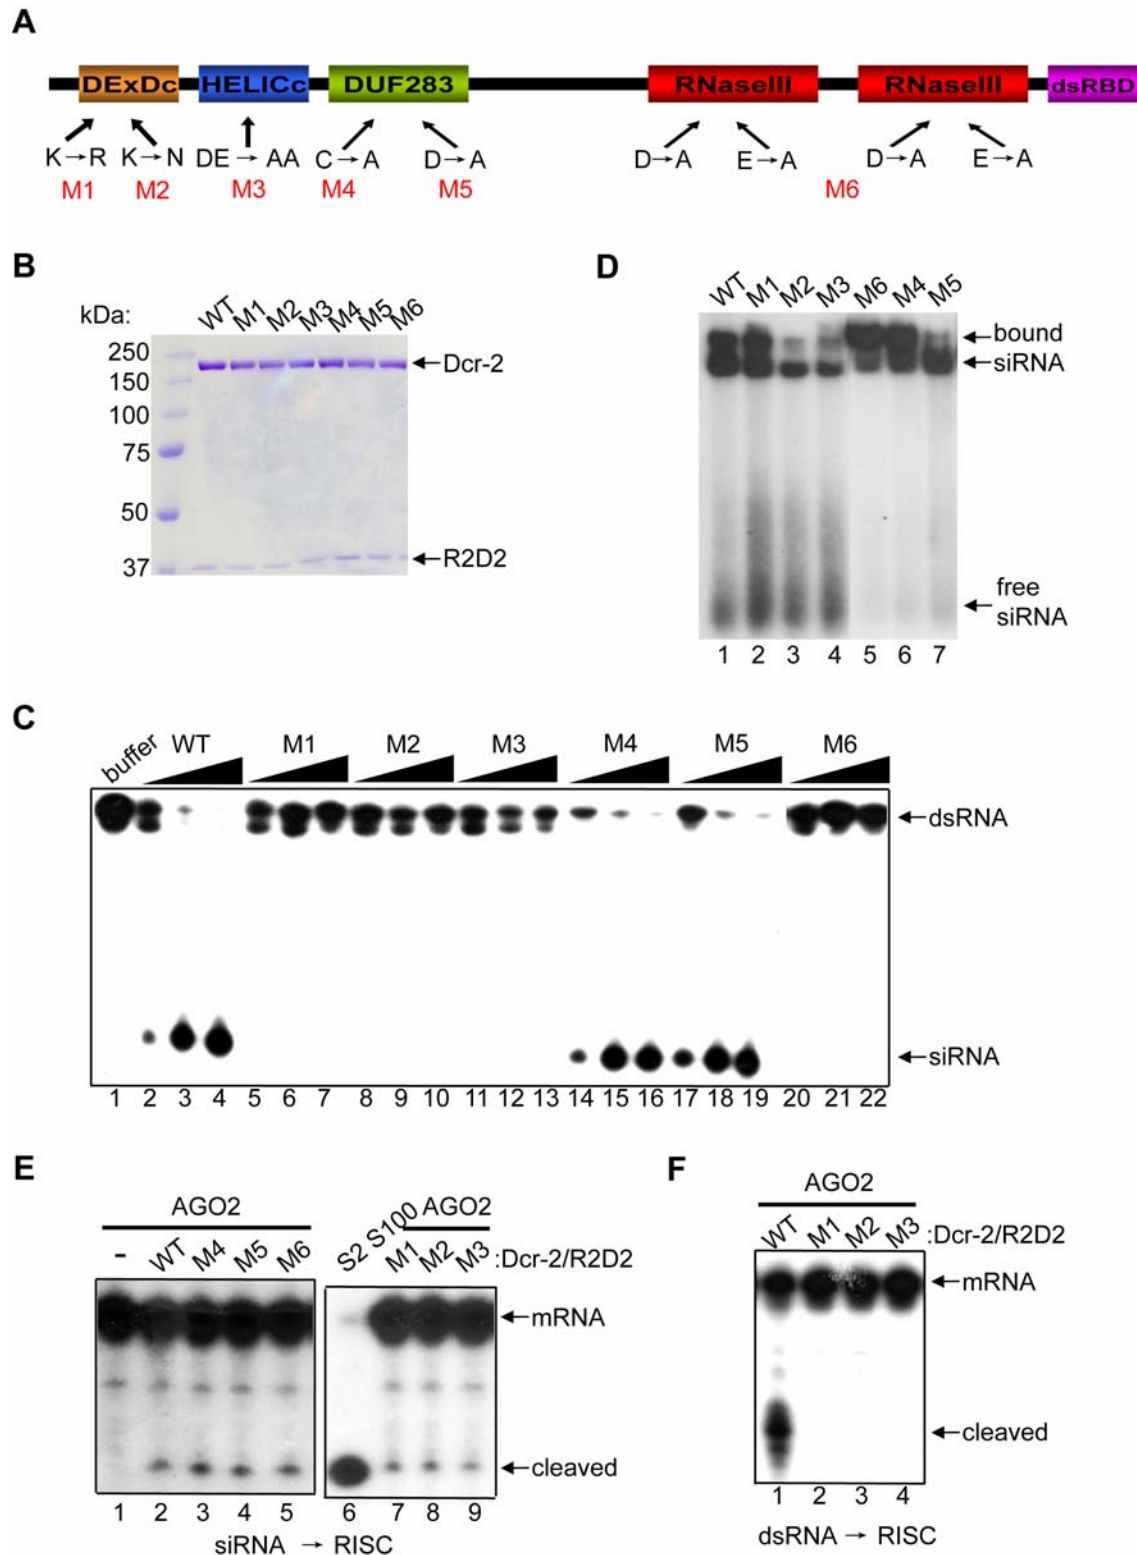 A
DExDc HELICc DUF283 RNaseIII RNaseIII dsRBD
K→R K→N DE→AA C→A D→A D→A E→A D→A E→A
M1 M2 M3 M4 M5 M6
B
kDa: WT M1 M2 M3 M4 M5 M6
250
150
100
75
50
37
Dcr-2
R2D2
D
WT M1 M2 M3 M6 M4 M5
bound
siRNA
free
siRNA
1 2 3 4 5 6 7
C
buffer WT M1 M2 M3 M4 M5 M6
dsRNA
siRNA
1 2 3 4 5 6 7 8 9 10 11 12 13 14 15 16 17 18 19 20 21 22
E
AGO2
- WT M4 M5 M6
S2 S100
AGO2
M1 M2 M3 :Dcr-2/R2D2
mRNA
cleaved
1 2 3 4 5 6 7 8 9
siRNA → RISC
F
AGO2
WT M1 M2 M3 :Dcr-2/R2D2
mRNA
cleaved
1 2 3 4
dsRNA → RISC